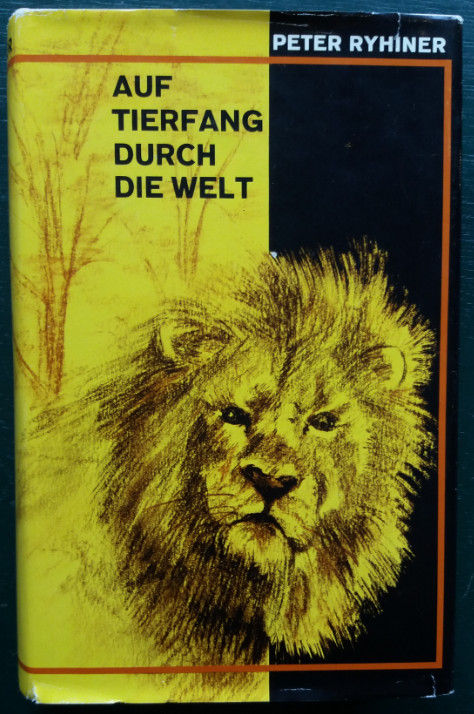 PETER RYHINER
AUF
TIERFANG
DURCH
DIE WELT